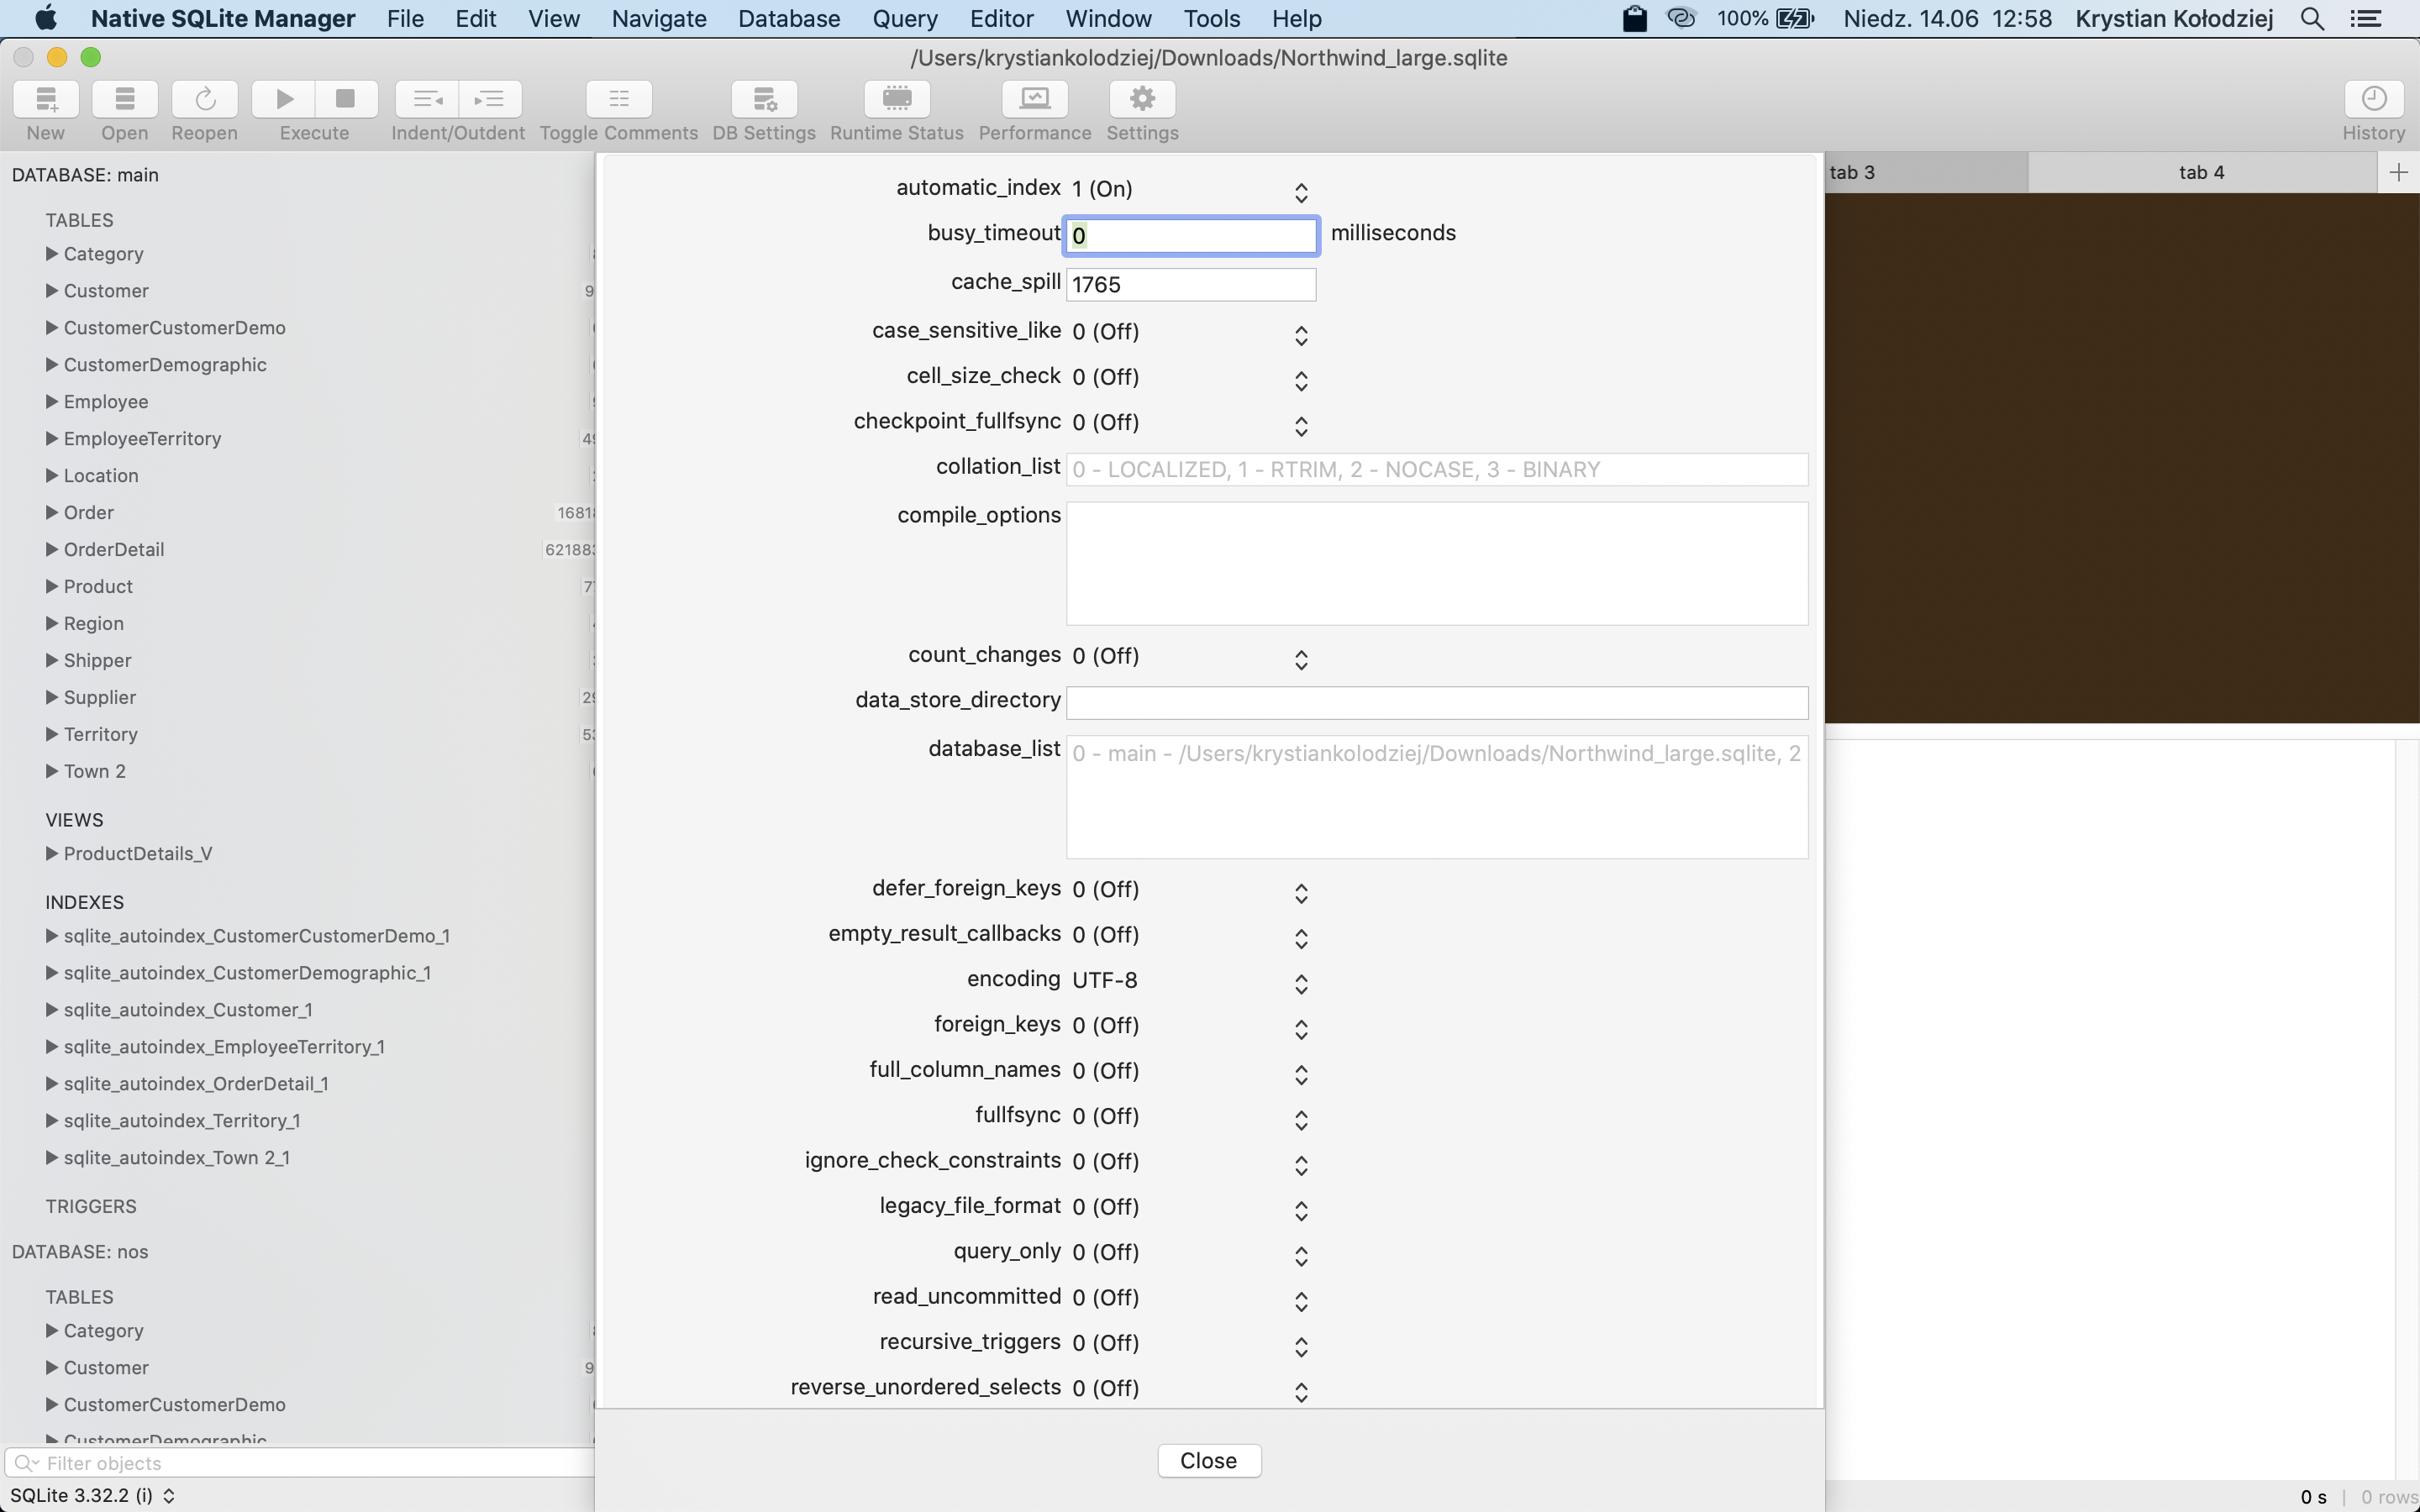 Native SQLite Manager File Edit View Navigate Database Query Editor Window Tools Help 100% Niedz. 14.06 12:58 Krystian Kołodziej
/Users/krystiankolodziej/Downloads/Northwind_large.sqlite
New Open Reopen Execute Indent/Outdent Toggle Comments DB Settings Runtime Status Performance Settings History
DATABASE: main
TABLES
Category
Customer 9
CustomerCustomerDemo
CustomerDemographic
Employee
EmployeeTerritory
Location
Order 1681
OrderDetail 62188
Product 7
Region
Shipper
Supplier 2
Territory 5
Town 2
VIEWS
ProductDetails_V
INDEXES
sqlite_autoindex_CustomerCustomerDemo_1
sqlite_autoindex_CustomerDemographic_1
sqlite_autoindex_Customer_1
sqlite_autoindex_EmployeeTerritory_1
sqlite_autoindex_OrderDetail_1
sqlite_autoindex_Territory_1
sqlite_autoindex_Town 2_1
TRIGGERS
DATABASE: nos
TABLES
Category
Customer 9
CustomerCustomerDemo
CustomerDemographic
Filter objects
SQLite 3.32.2 (i)
automatic_index 1 (On)
busy_timeout 0 milliseconds
cache_spill 1765
case_sensitive_like 0 (Off)
cell_size_check 0 (Off)
checkpoint_fullfsync 0 (Off)
collation_list 0 - LOCALIZED, 1 - RTRIM, 2 - NOCASE, 3 - BINARY
compile_options
count_changes 0 (Off)
data_store_directory
database_list 0 - main - /Users/krystiankolodziej/Downloads/Northwind_large.sqlite, 2
defer_foreign_keys 0 (Off)
empty_result_callbacks 0 (Off)
encoding UTF-8
foreign_keys 0 (Off)
full_column_names 0 (Off)
fullfsync 0 (Off)
ignore_check_constraints 0 (Off)
legacy_file_format 0 (Off)
query_only 0 (Off)
read_uncommitted 0 (Off)
recursive_triggers 0 (Off)
reverse_unordered_selects 0 (Off)
Close
tab 3 tab 4
0 s | 0 rows